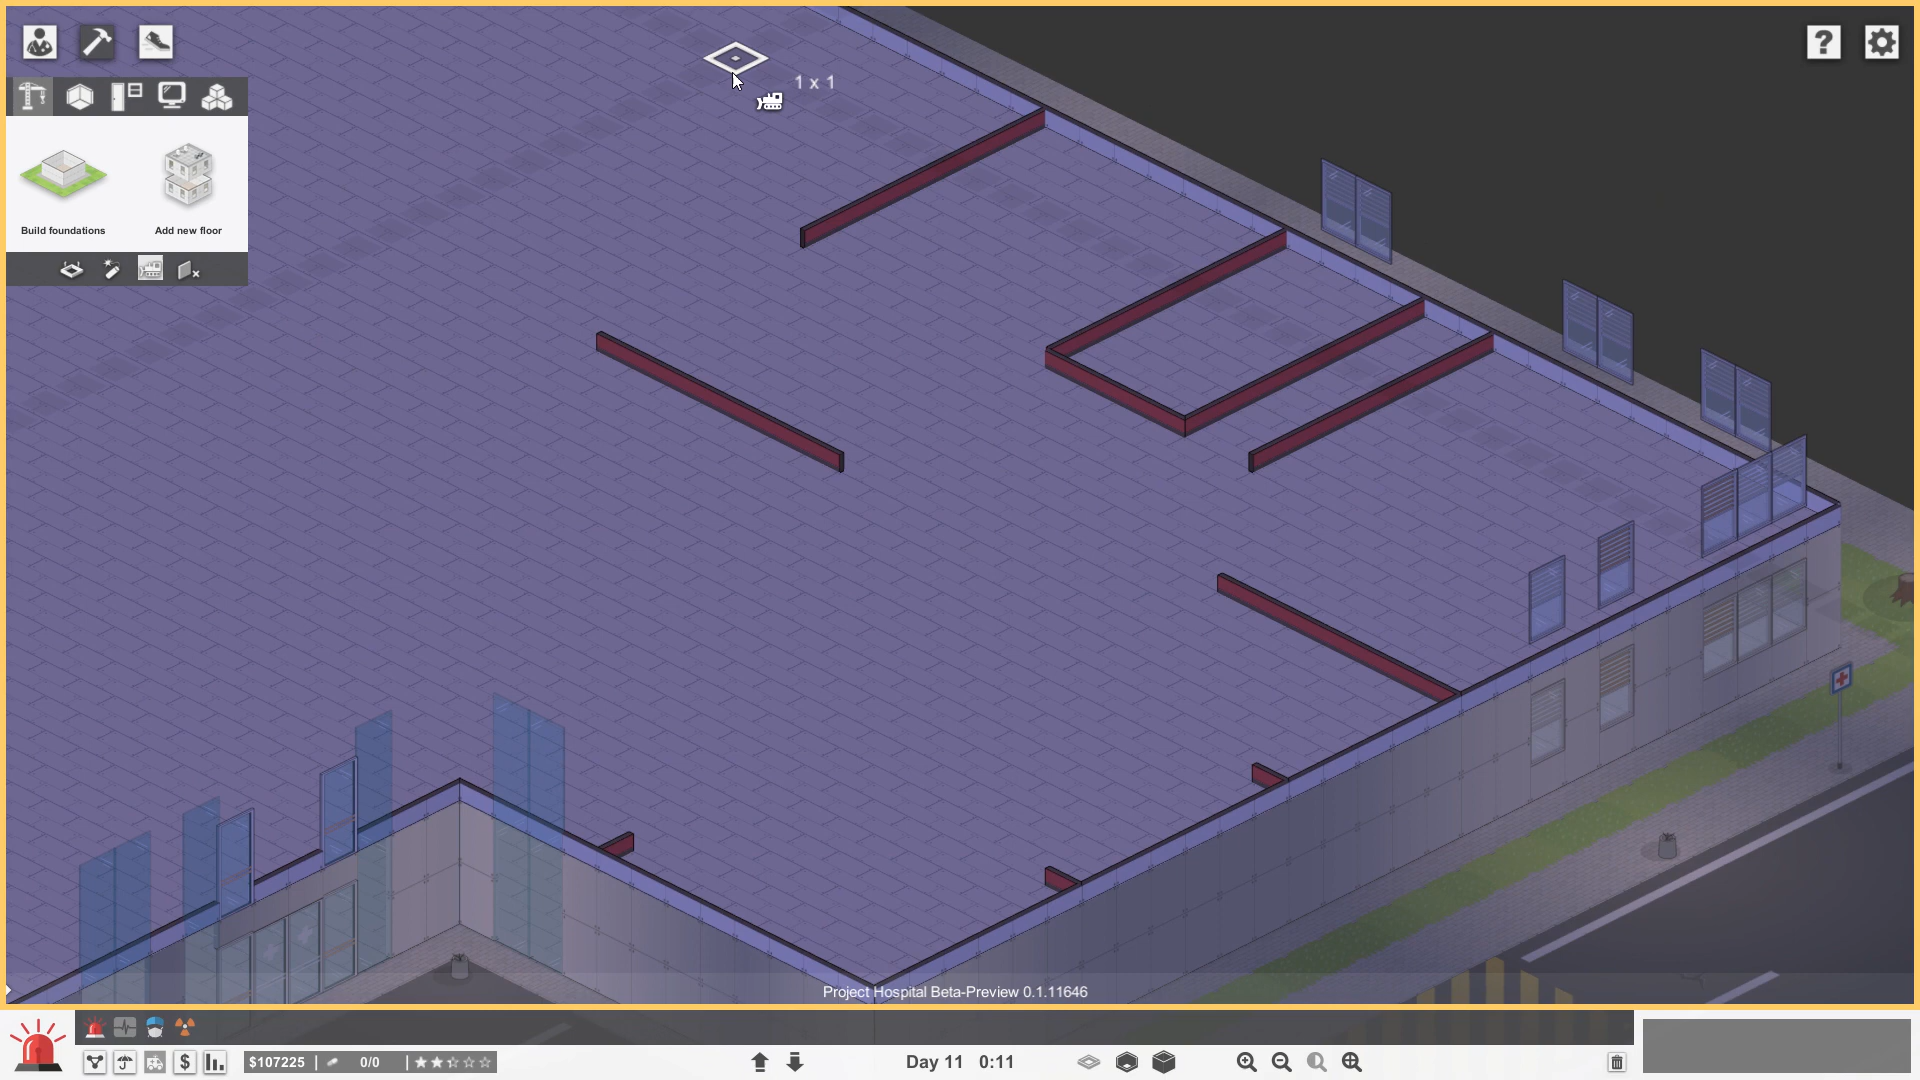 ?
1 x 1
Build foundations
Add new floor
Project Hospital Beta-Preview 0.1.11646
$
$107225 | 0/0 |
Day 11 0:11